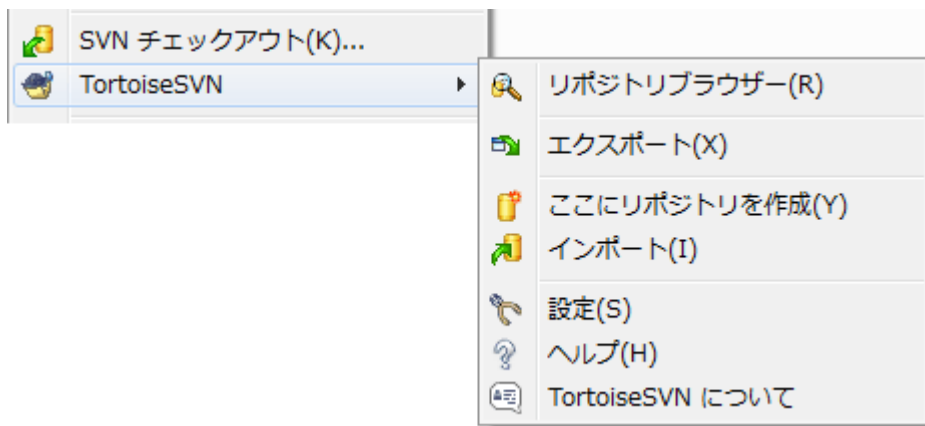 SVN チェックアウト(K)...
TortoiseSVN
リポジトリブラウザー(R)
エクスポート(X)
ここにリポジトリを作成(Y)
インポート(I)
設定(S)
ヘルプ(H)
TortoiseSVN について